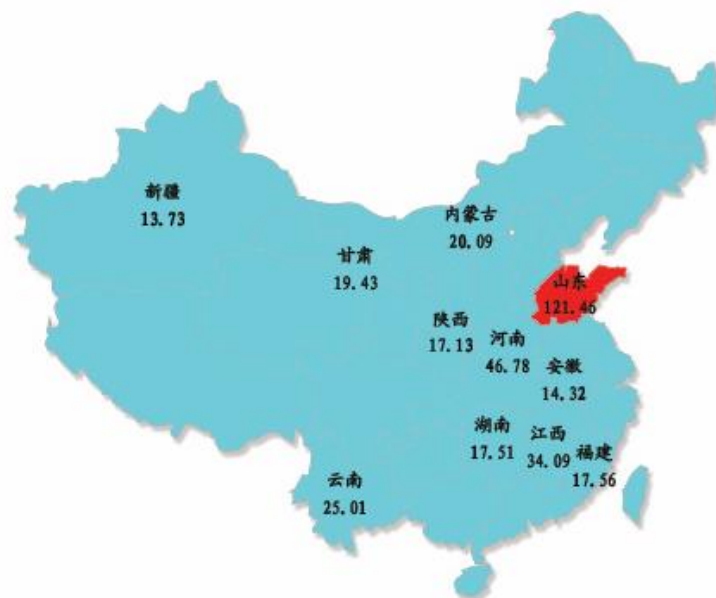 新疆
13.73
内蒙古
20.09
甘肃
19.43
山东
121.46
陕西
17.13
河南
46.78
安徽
14.32
湖南
17.51
江西
34.09
福建
17.56
云南
25.01